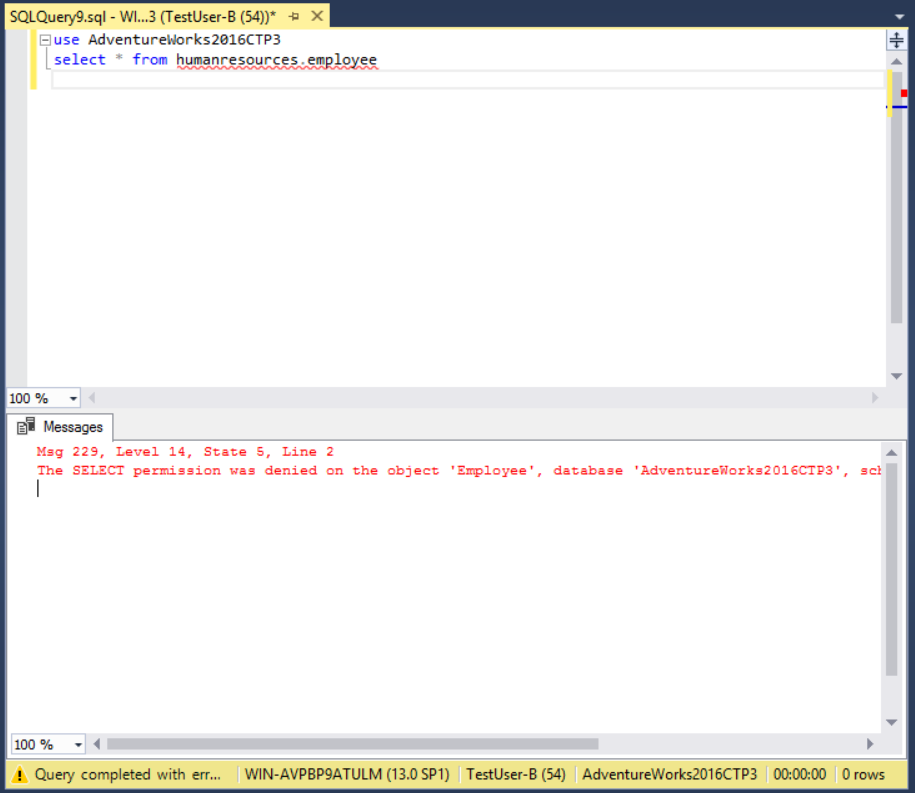 SQLQuery9.sql - WI...3 (TestUser-B (54))*
use AdventureWorks2016CTP3
select * from humanresources.employee
100 %
Messages
Msg 229, Level 14, State 5, Line 2
The SELECT permission was denied on the object 'Employee', database 'AdventureWorks2016CTP3', sch
100 %
Query completed with err... WIN-AVPBP9ATULM (13.0 SP1) TestUser-B (54) AdventureWorks2016CTP3 00:00:00 0 rows